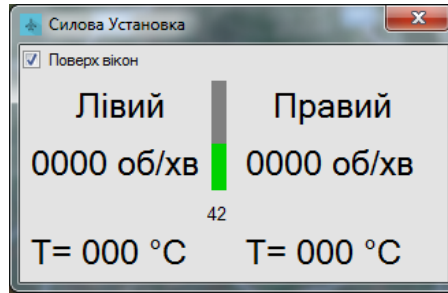 Силова Установка
Поверх вікон
Лівий Правий
0000 об/хв 0000 об/хв
42
T= 000 °C T= 000 °C